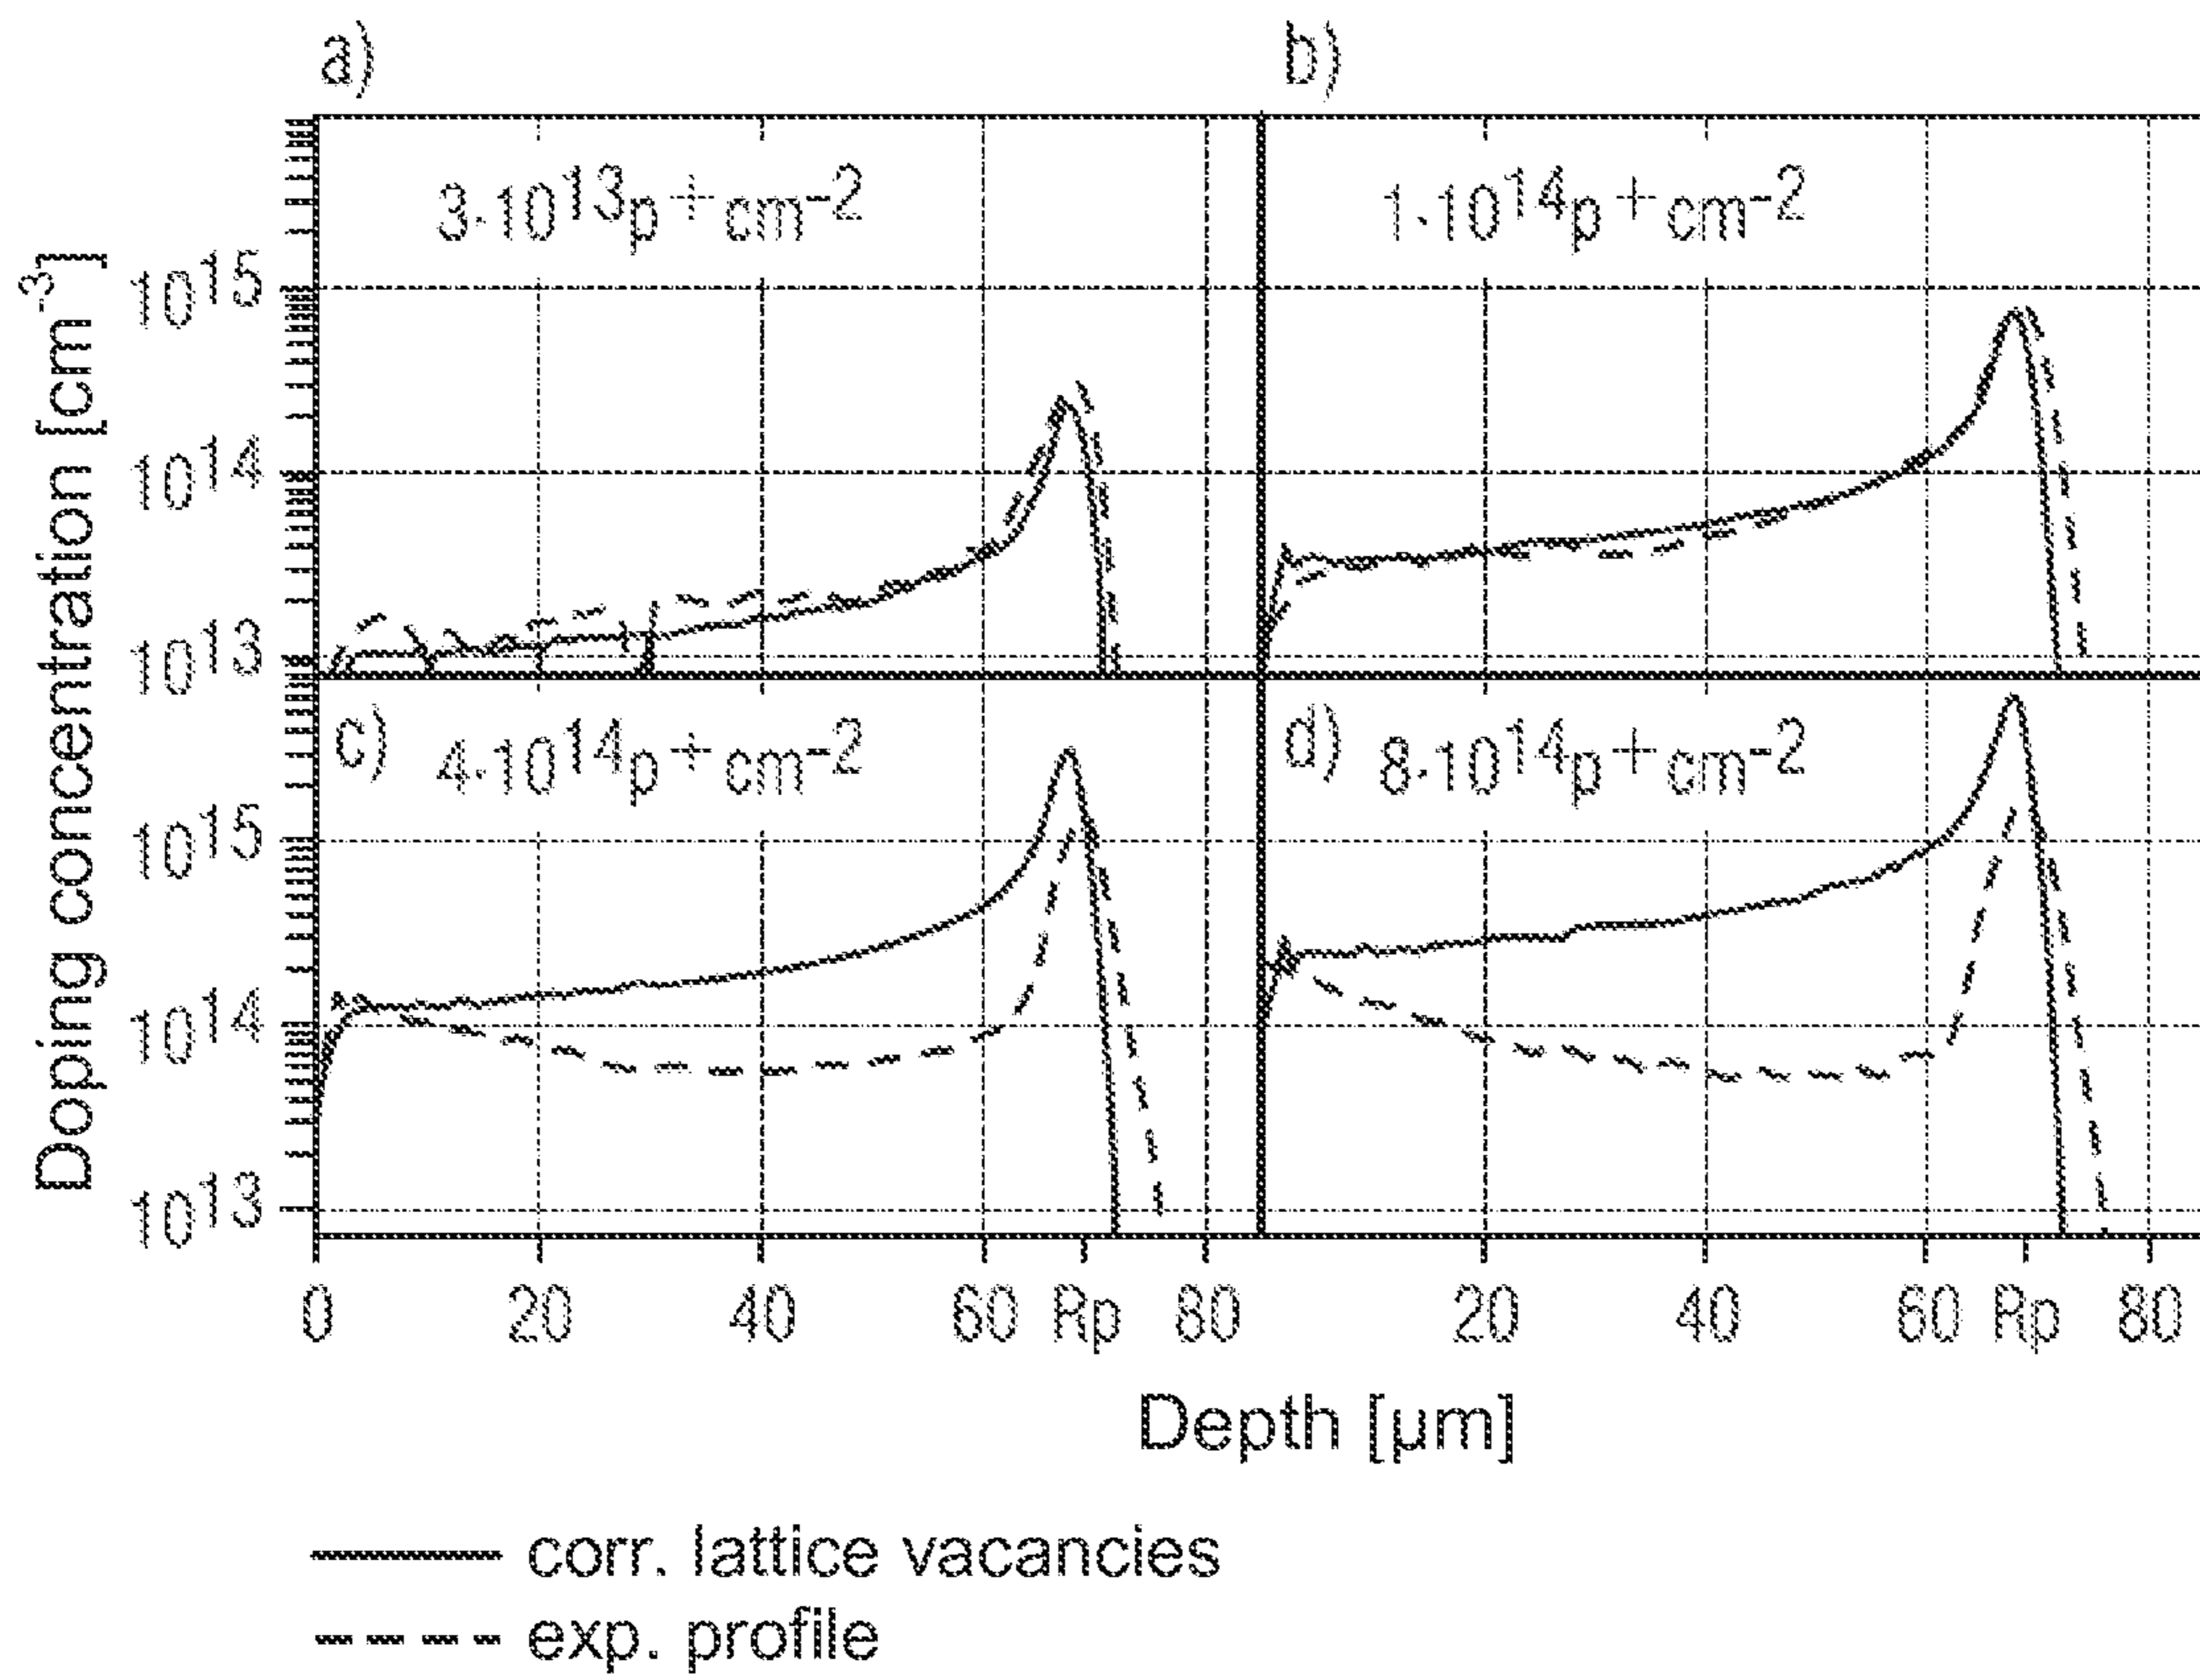 a)
b)
3·10¹³p+cm⁻²
1·10¹⁴p+cm⁻²
Doping concentration [cm⁻³]
10¹⁵
10¹⁴
10¹³
c)
4·10¹⁴p+cm⁻²
d)
8·10¹⁴p+cm⁻²
10¹⁵
10¹⁴
10¹³
0 20 40 60 Rp 80 20 40 60 Rp 80
Depth [µm]
corr. lattice vacancies
exp. profile